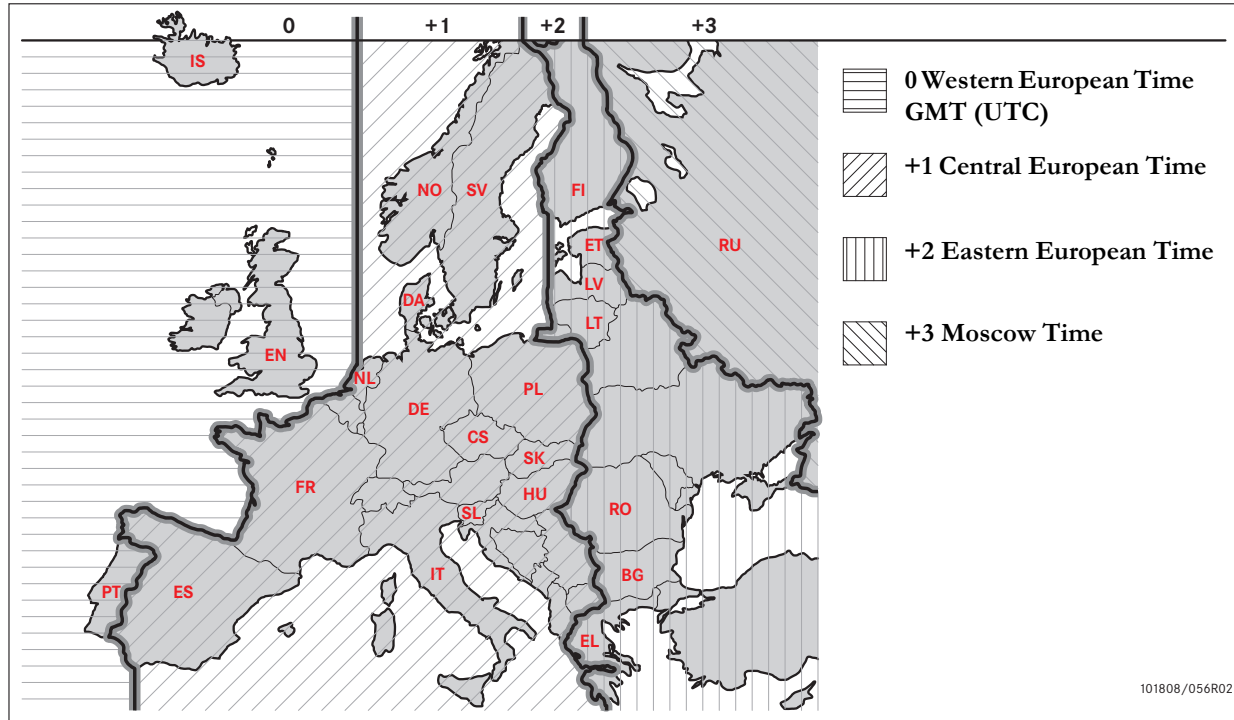 0 +1 +2 +3
IS
0 Western European Time
GMT (UTC)
+1 Central European Time
+2 Eastern European Time
+3 Moscow Time
NO SV FI
ET RU
LV
DA
LT
EN
NL
PL
DE
CS
SK
FR
HU
RO
SL
IT BG
PT ES
EL
101808/056R02